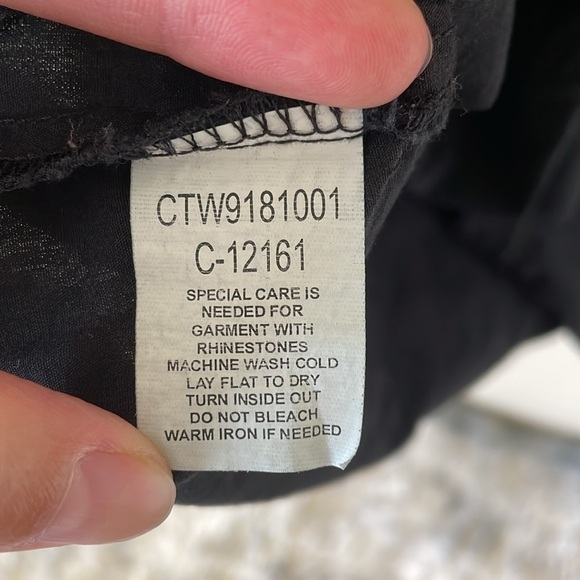 CTW9181001
C-12161
SPECIAL CARE IS
NEEDED FOR
GARMENT WITH
RHINESTONES
MACHINE WASH COLD
LAY FLAT TO DRY
TURN INSIDE OUT
DO NOT BLEACH
WARM IRON IF NEEDED